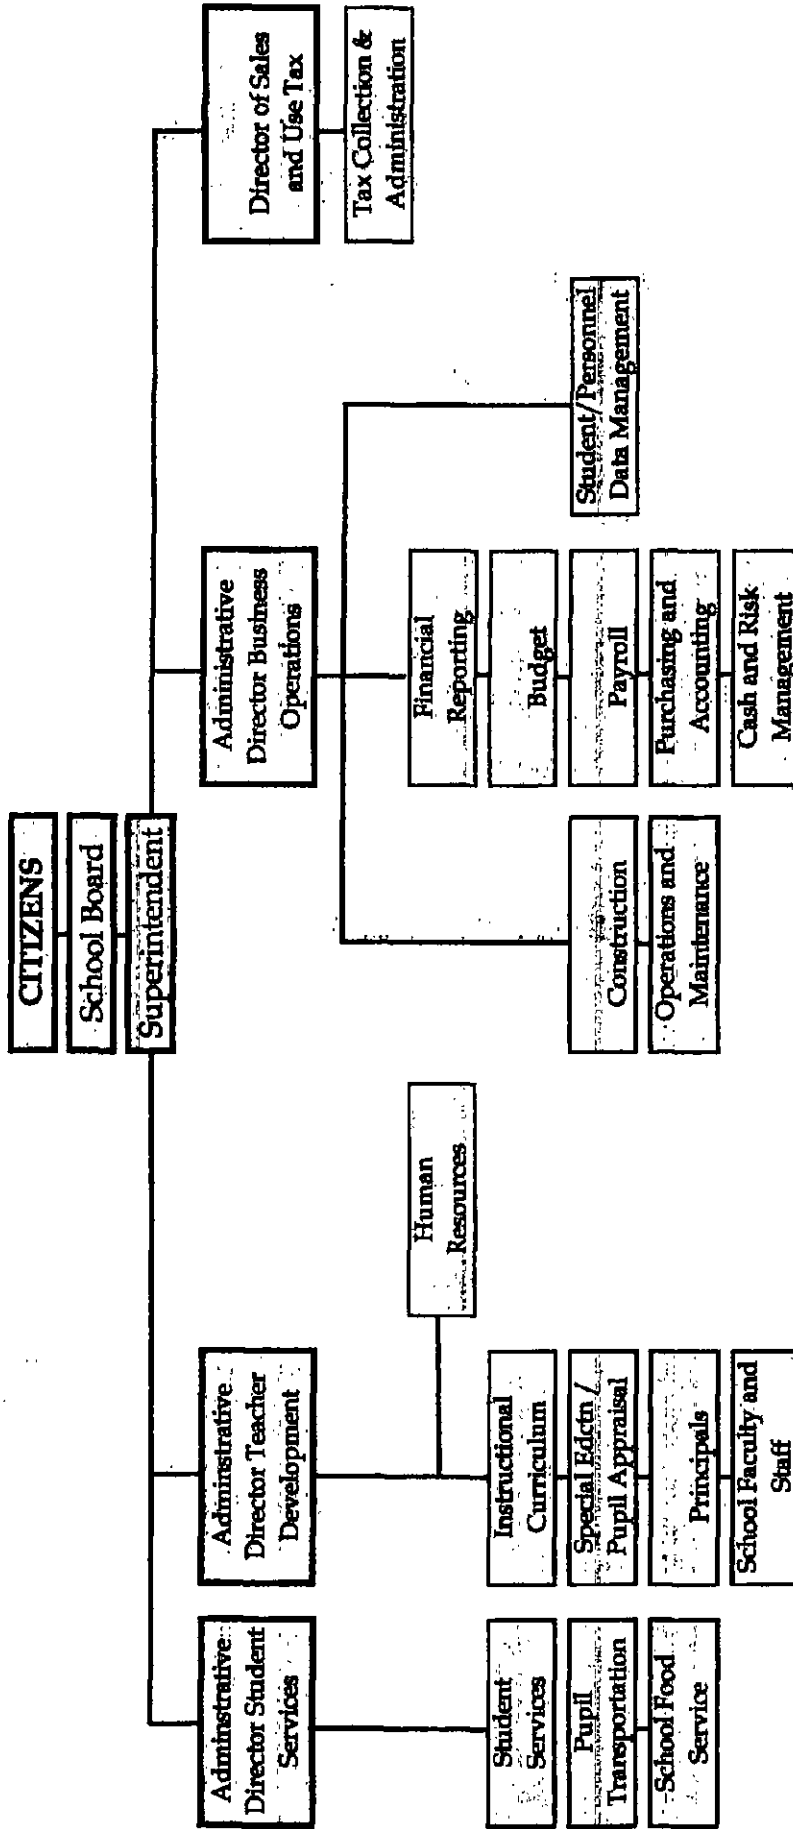 CITIZENS
School Board
Superintendent
Adminstrative
Director Student
Services
Adminstrative
Director Teacher
Development
Administrative
Director Business
Operations
Director of Sales
and Use Tax
Student
Services
Pupil
Transportation
School Food
Service
Human
Resources
Instructional
Curriculum
Special Edctn /
Pupil Appraisal
Principals
School Faculty and
Staff
Construction
Operations and
Maintenance
Financial
Reporting
Budget
Payroll
Purchasing and
Accounting
Cash and Risk
Management
Student/Personnel
Data Management
Tax Collection &
Administration